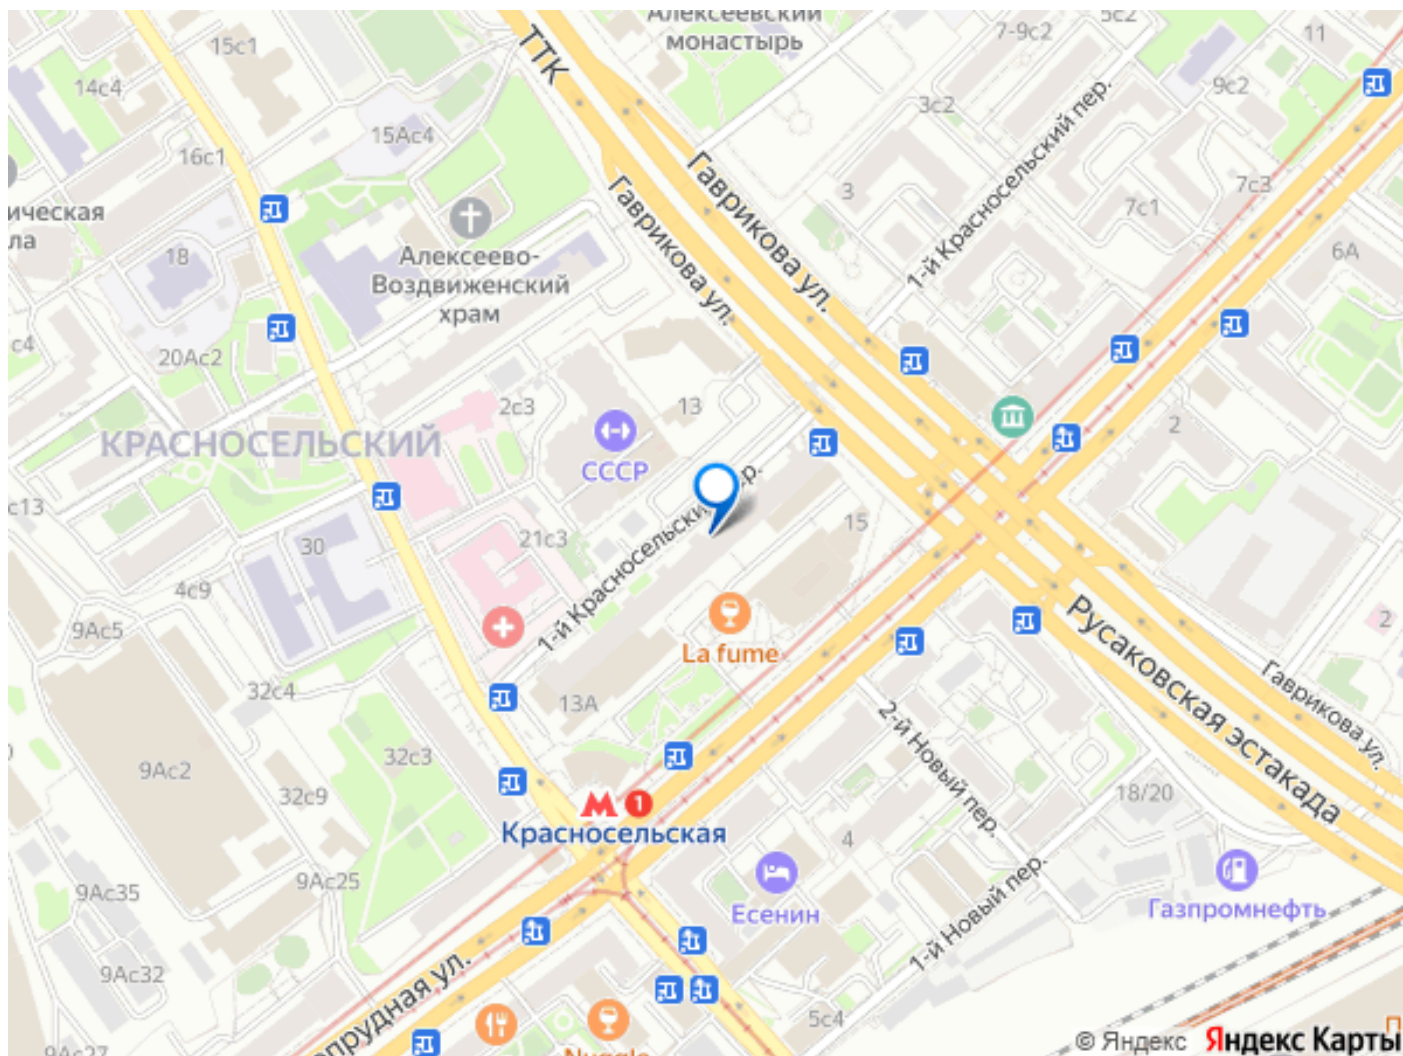 Алексеевский
монастырь
15с1
14с4
15Ас4
16с1
ТТК
5с2
7-9с2
11
9с2
3с2
1-й Красносельский пер.
Гаврикова ул.
Гаврикова ул.
3
7с3
7с1
6А
ическая
ла
18
Алексеево-
Воздвиженский
храм
с4
20Ас2
2с3
13
КРАСНОСЕЛЬСКИЙ
СССР
2
с13
30
21с3
15
4с9
1-й Красносельский пер.
9Ас5
La fume
Русаковская эстакада
Гаврикова ул.
2
32с4
13А
2-й Новый пер.
9Ас2
32с3
32с9
18/20
1
Красносельская
4
9Ас35
9Ас25
Есенин
1-й Новый пер.
Газпромнефть
9Ас32
прудная ул.
5с4
9Ас27
Nuggle
П
© Яндекс Яндекс Карты